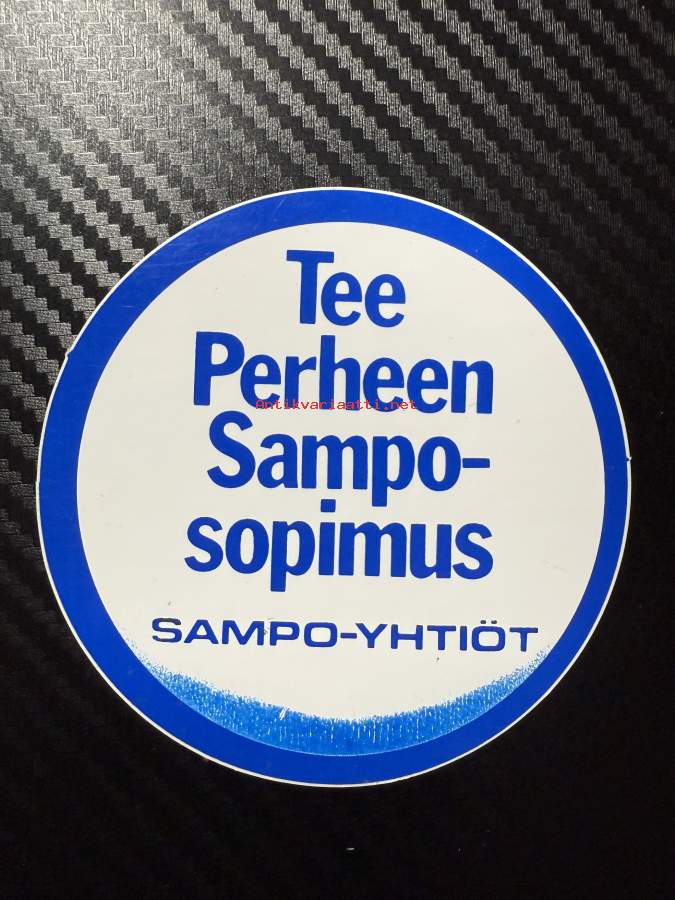 Tee
Perheen
Antikvariaatti.net
Sampo-
sopimus
SAMPO-YHTIÖT